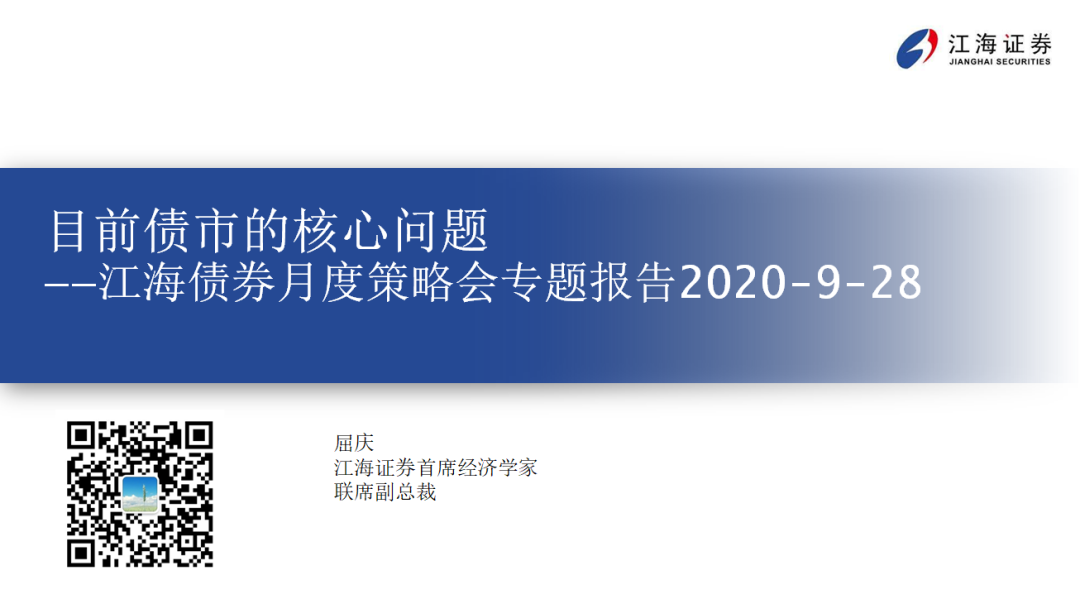 江海证券
JIANGHAI SECURITIES
目前债市的核心问题
——江海债券月度策略会专题报告2020-9-28
屈庆
江海证券首席经济学家
联席副总裁